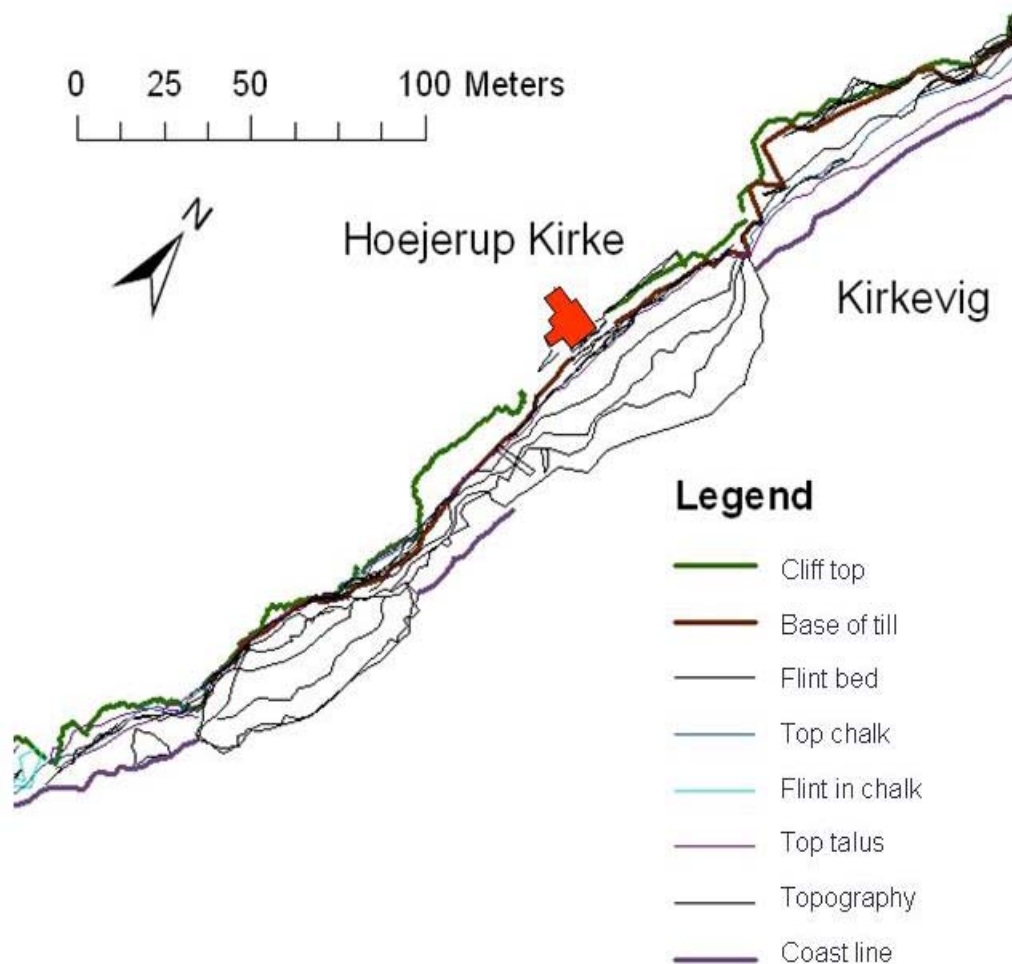 0 25 50 100 Meters
N
Hoejerup Kirke
Kirkevig
Legend
Cliff top
Base of till
Flint bed
Top chalk
Flint in chalk
Top talus
Topography
Coast line